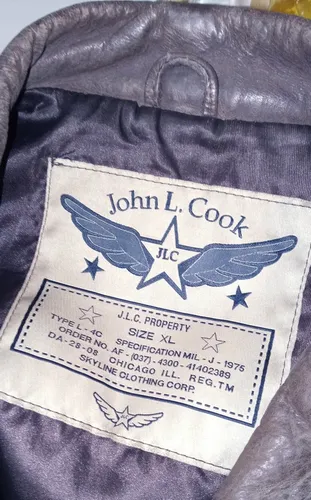 John L. Cook
JLC
J.L.C. PROPERTY
SIZE XL
TYPE L-4C SPECIFICATION MIL-J-1975
ORDER NO. AF-(037)-4300-41402389
DA-28-08 CHICAGO ILL. REG.TM
SKYLINE CLOTHING CORP.